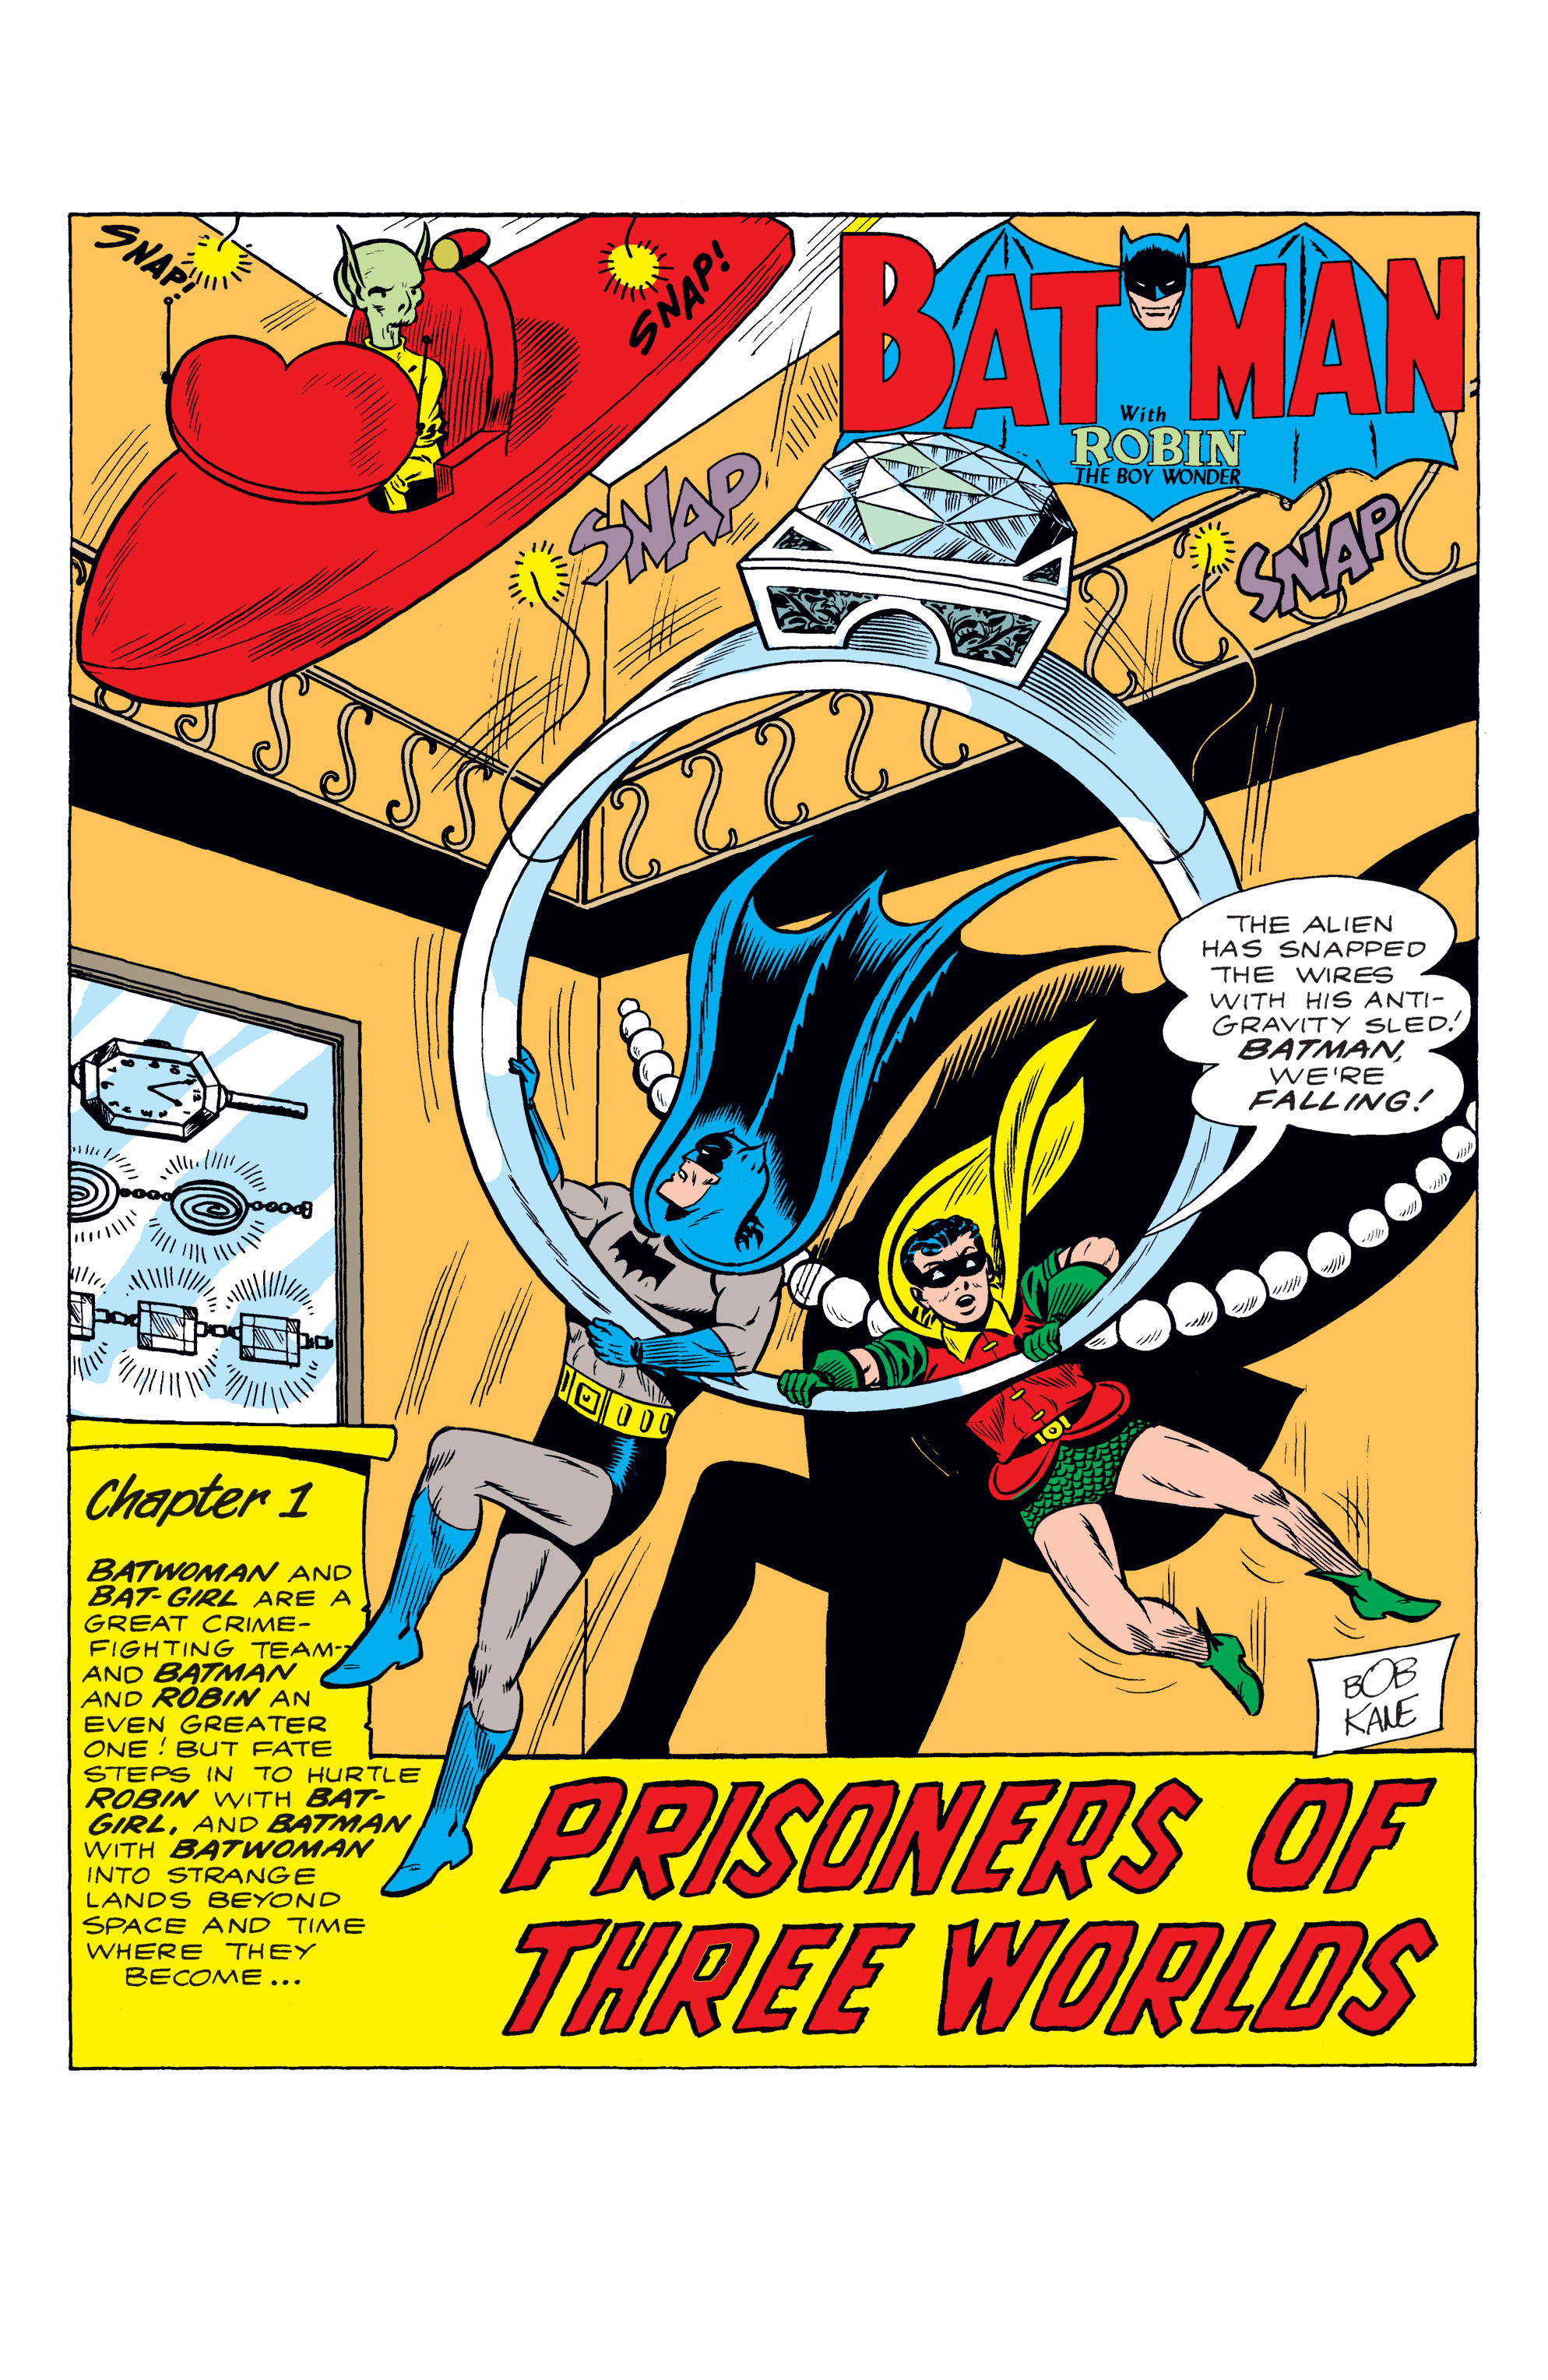 SNAP!
SNAP!
BATMAN
With
ROBIN
THE BOY WONDER
SNAP
SNAP
THE ALIEN
HAS SNAPPED
THE WIRES
WITH HIS ANTI-
GRAVITY SLED!
BATMAN,
WE'RE
FALLING!
Chapter 1
BATWOMAN AND
BAT-GIRL ARE A
GREAT CRIME-
FIGHTING TEAM--
AND BATMAN
AND ROBIN AN
EVEN GREATER
ONE! BUT FATE
STEPS IN TO HURTLE
ROBIN WITH BAT-
GIRL, AND BATMAN
WITH BATWOMAN
INTO STRANGE
LANDS BEYOND
SPACE AND TIME
WHERE THEY
BECOME...
BOB
KANE
PRISONERS OF
THREE WORLDS